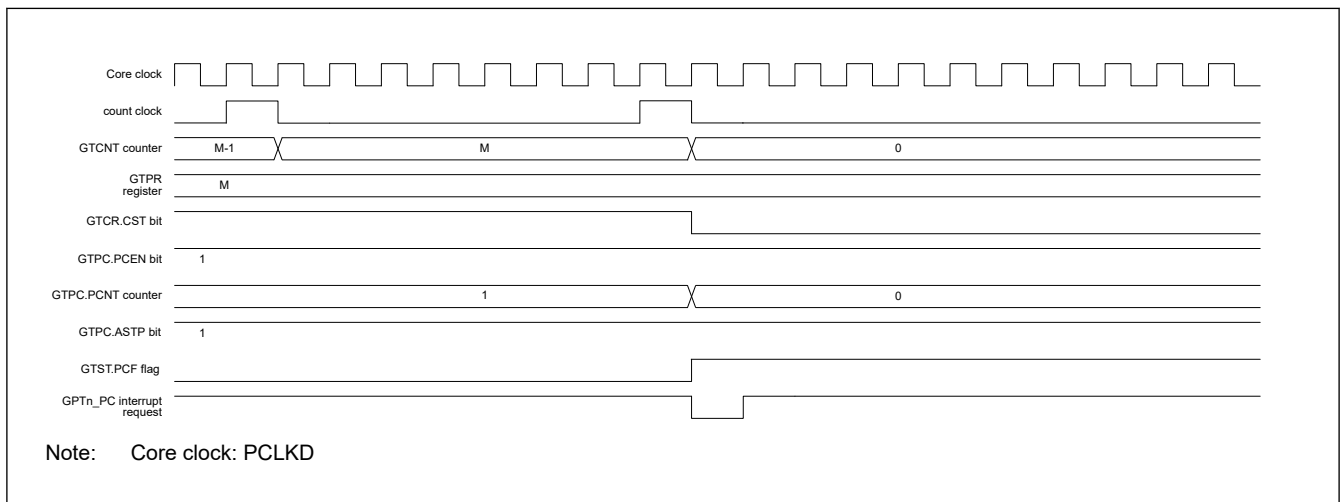 Core clock
count clock
GTCNT counter M-1 M 0
GTPR
register M
GTCR.CST bit
GTPC.PCEN bit 1
GTPC.PCNT counter 1 0
GTPC.ASTP bit 1
GTST.PCF flag
GPTn_PC interrupt
request
Note: Core clock: PCLKD